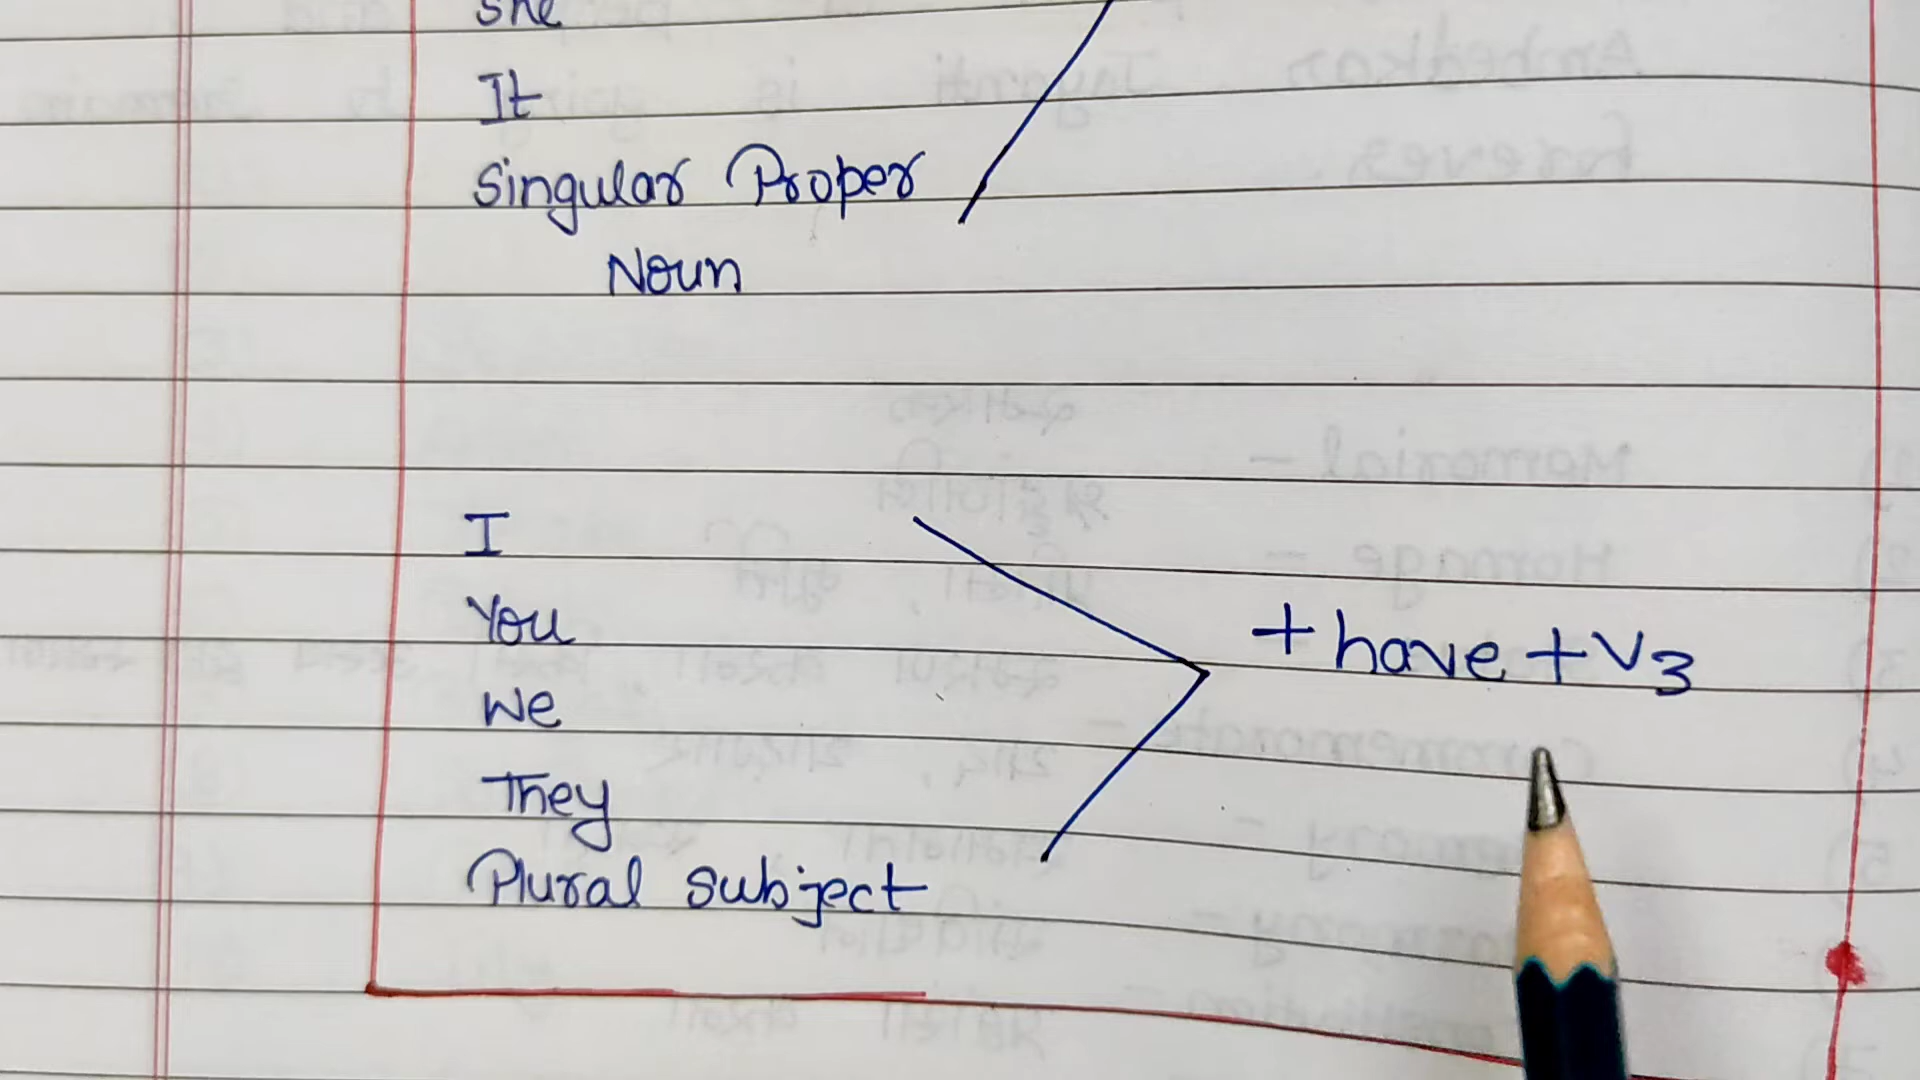 She
It
Singular Proper
Noun
I
You
We
They
Plural subject
+ have + V3